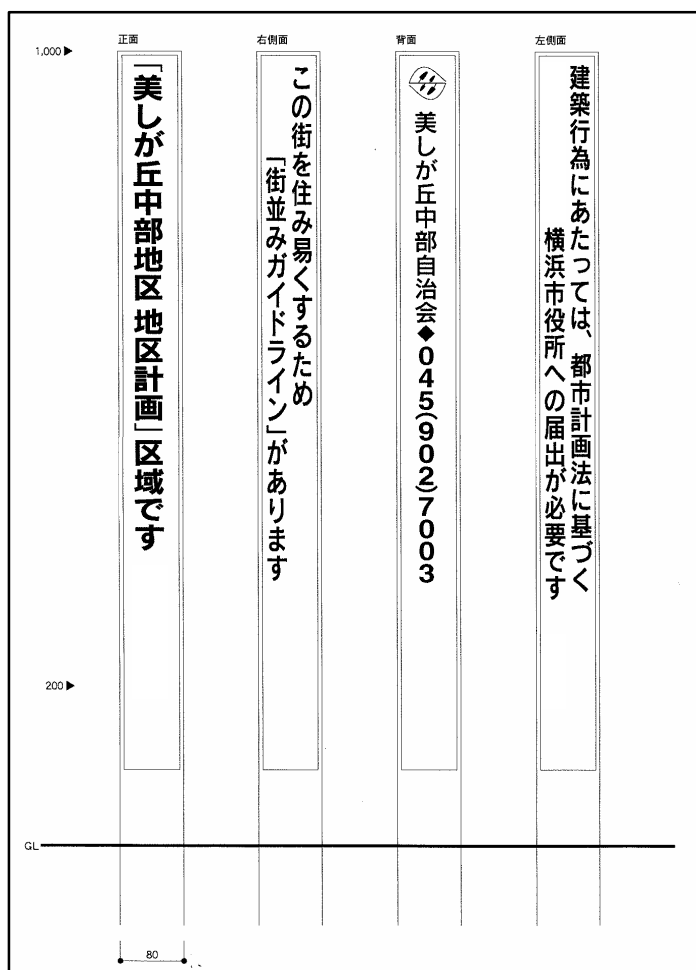 正面
右側面
背面
左側面
1,000▶
「美しが丘中部地区 地区計画」区域です
この街を住み易くするため
「街並みガイドライン」があります
美しが丘中部自治会◆045(902)7003
建築行為にあたっては、都市計画法に基づく
横浜市役所への届出が必要です
200▶
GL
80